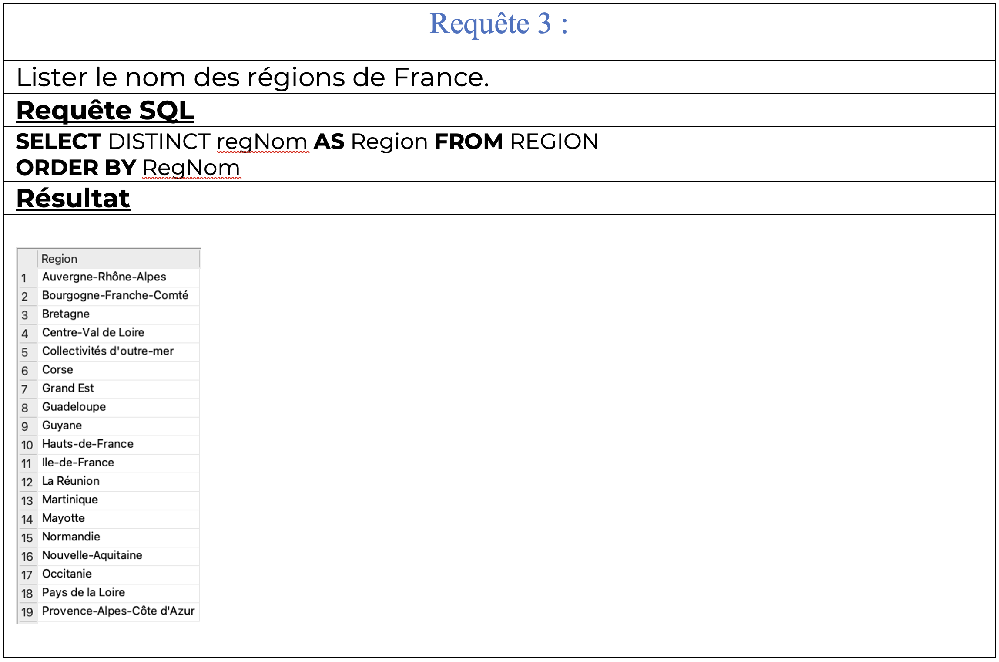 Requête 3 :
Lister le nom des régions de France.
Requête SQL
SELECT DISTINCT regNom AS Region FROM REGION
ORDER BY RegNom
Résultat
Region
1 Auvergne-Rhône-Alpes
2 Bourgogne-Franche-Comté
3 Bretagne
4 Centre-Val de Loire
5 Collectivités d'outre-mer
6 Corse
7 Grand Est
8 Guadeloupe
9 Guyane
10 Hauts-de-France
11 Ile-de-France
12 La Réunion
13 Martinique
14 Mayotte
15 Normandie
16 Nouvelle-Aquitaine
17 Occitanie
18 Pays de la Loire
19 Provence-Alpes-Côte d'Azur